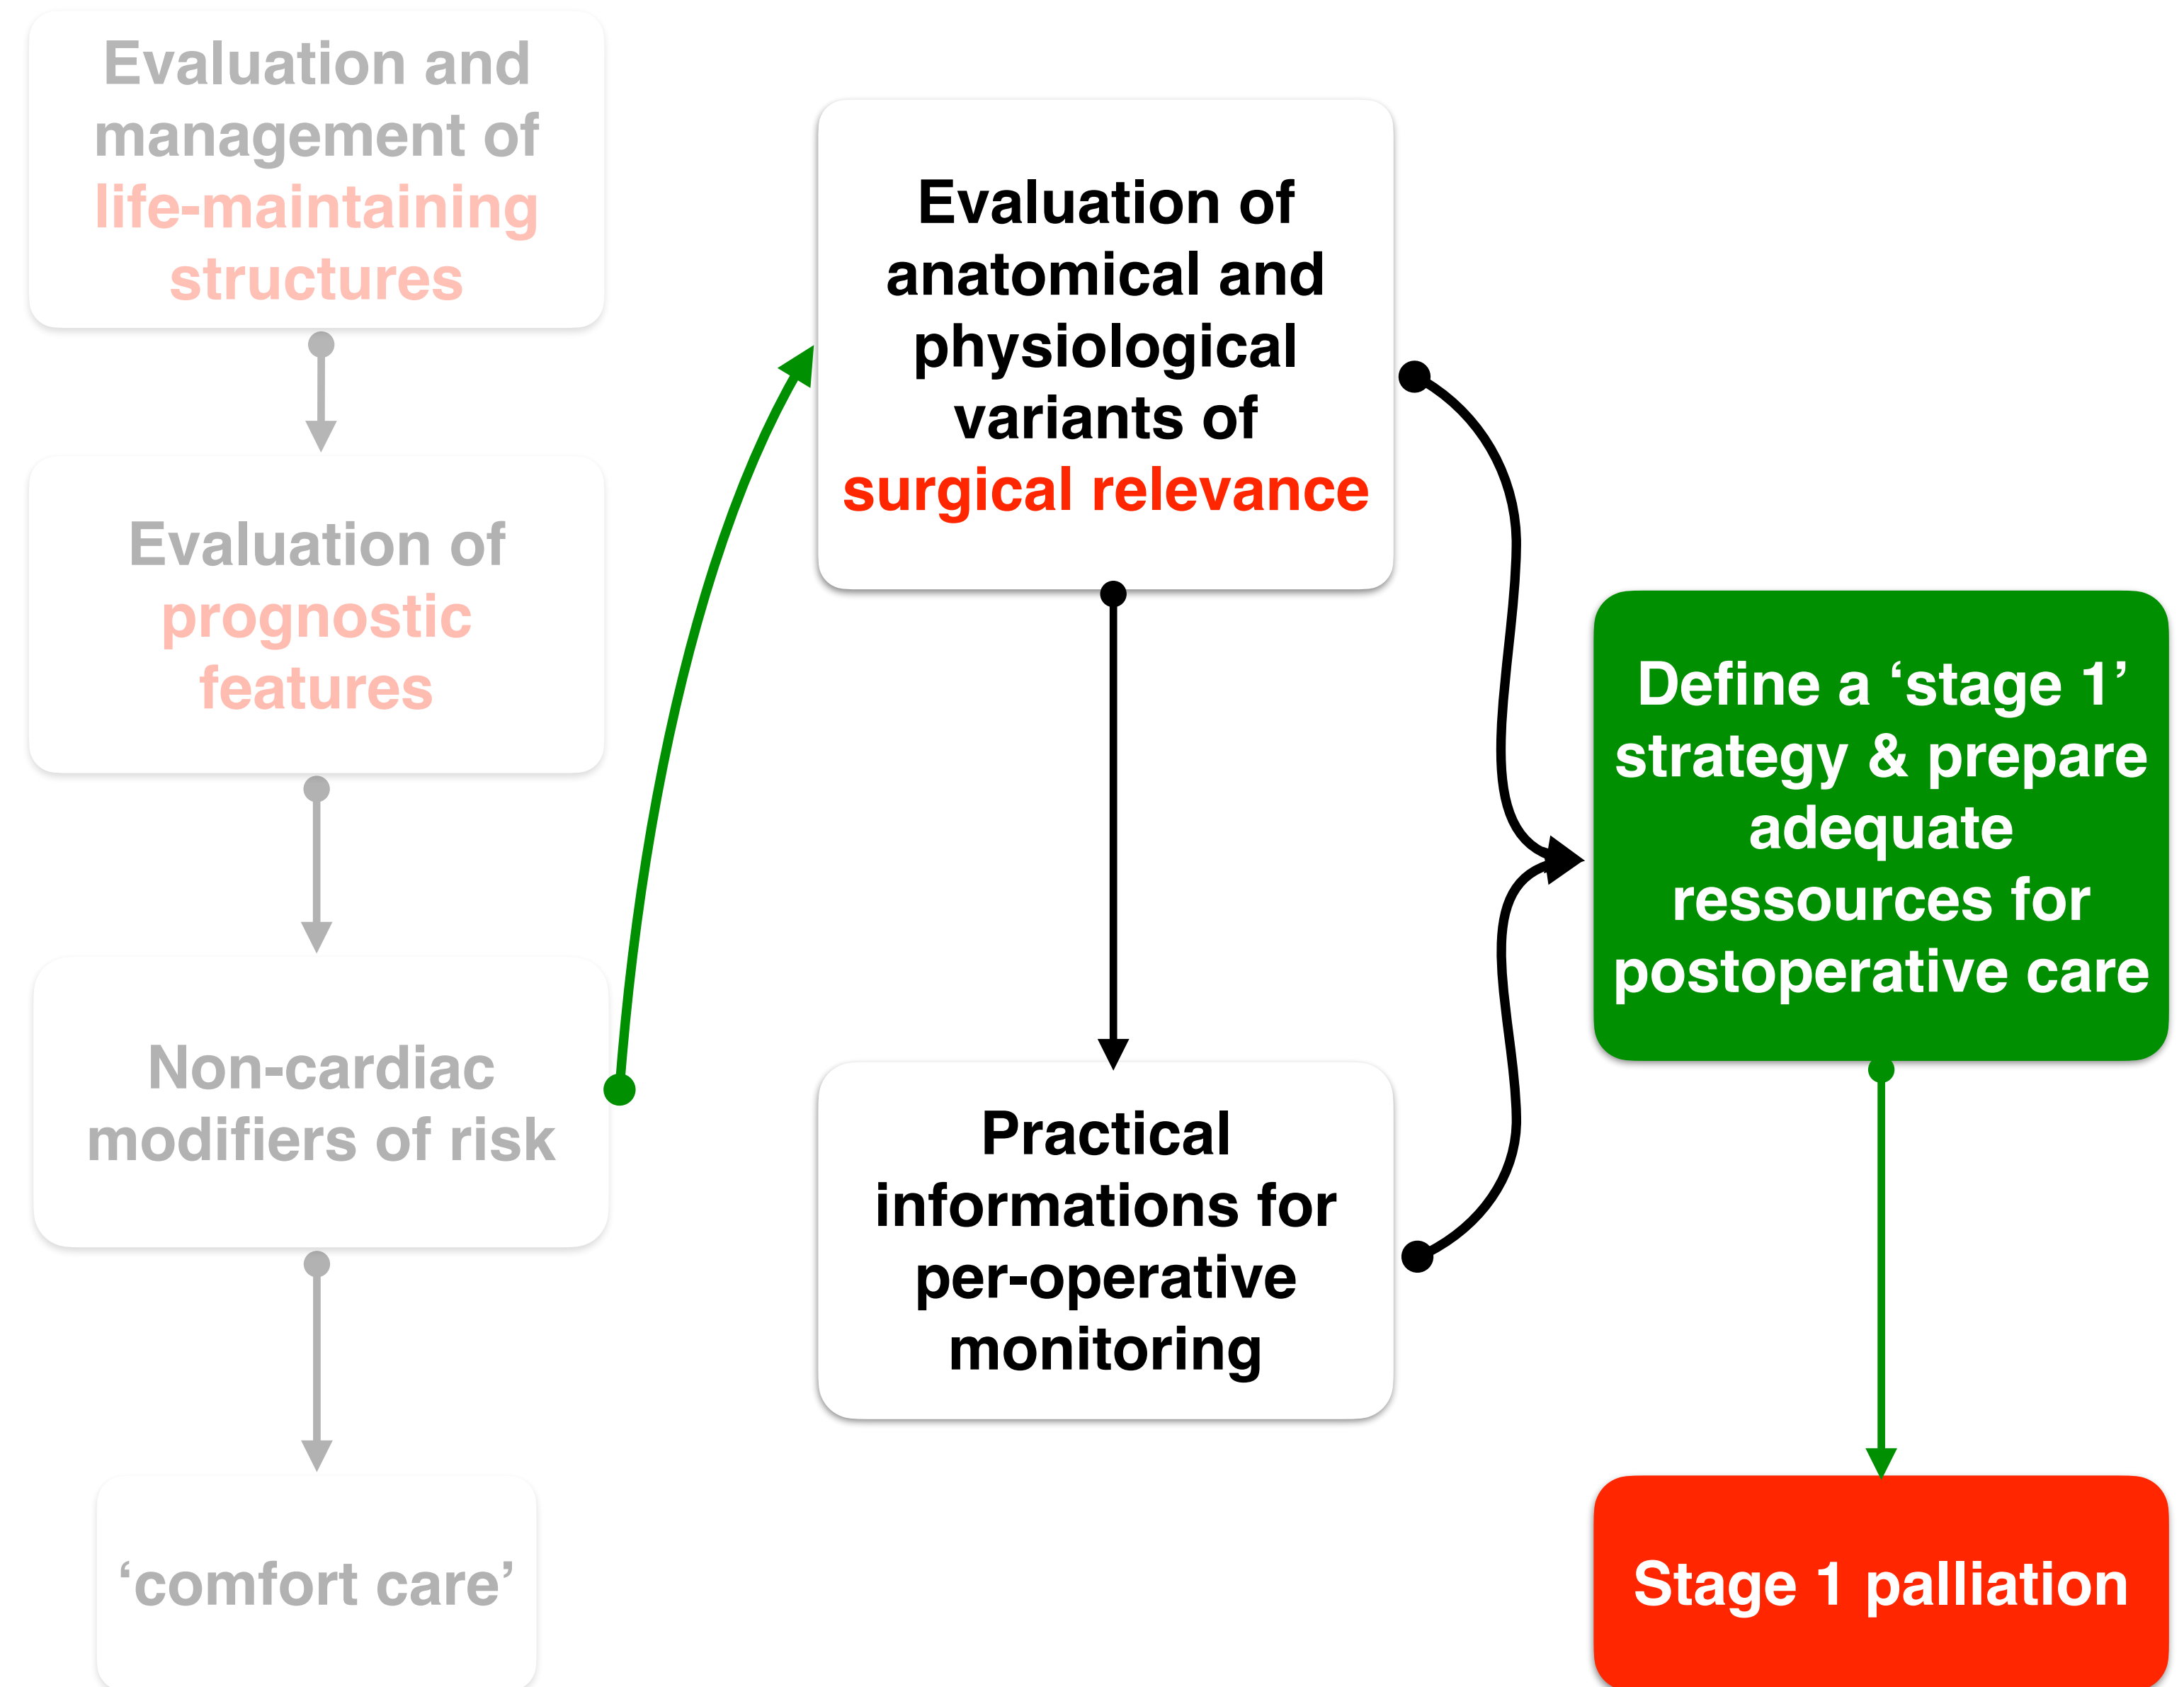 Evaluation and
management of
life-maintaining
structures
Evaluation of
prognostic
features
Non-cardiac
modifiers of risk
‘comfort care’
Evaluation of
anatomical and
physiological
variants of
surgical relevance
Practical
informations for
per-operative
monitoring
Define a ‘stage 1’
strategy & prepare
adequate
ressources for
postoperative care
Stage 1 palliation